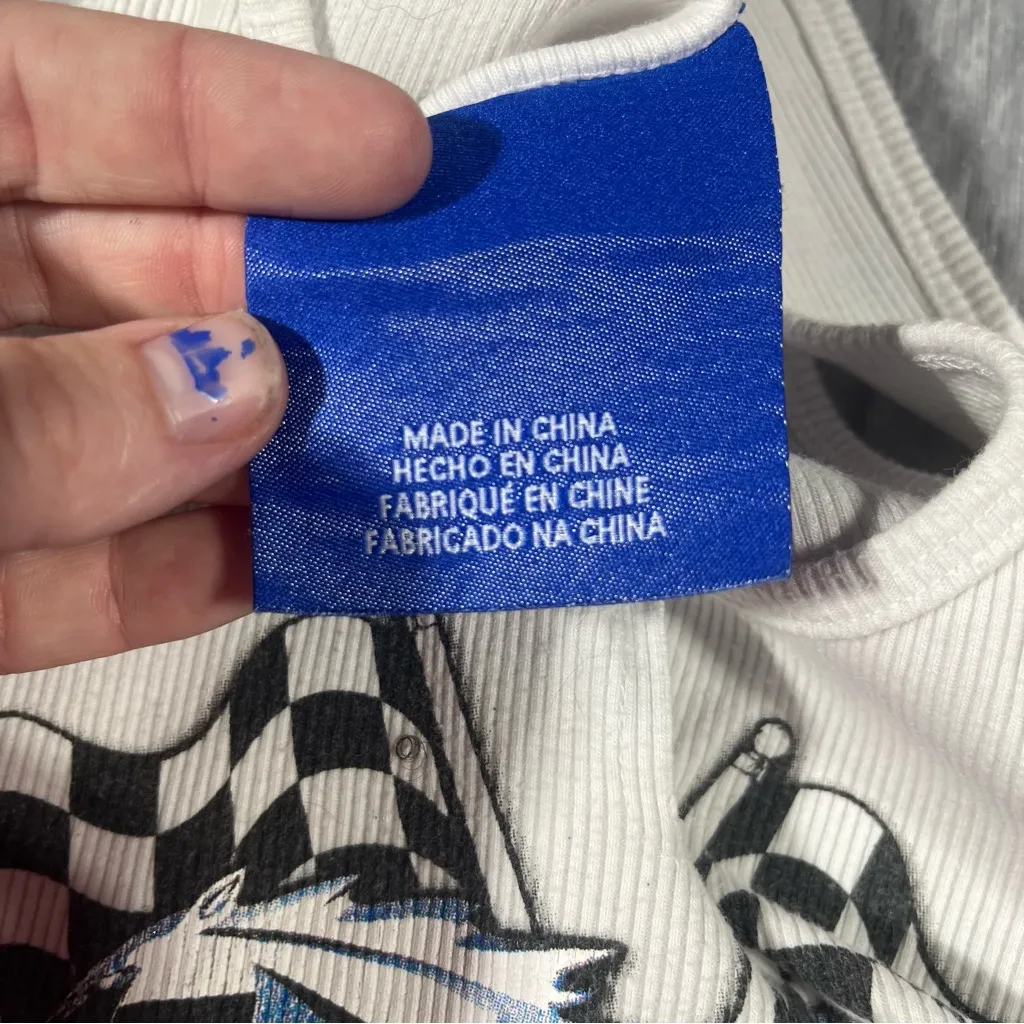 MADE IN CHINA
HECHO EN CHINA
FABRIQUÉ EN CHINE
FABRICADO NA CHINA